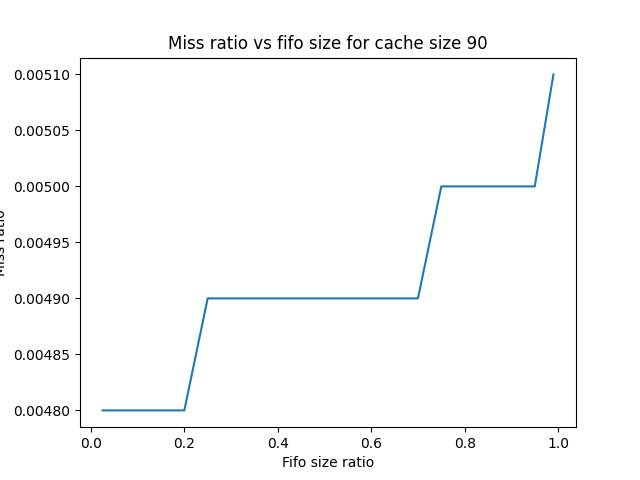 Miss ratio vs fifo size for cache size 90
0.00510
0.00505
0.00500
0.00495
0.00490
0.00485
0.00480
Miss ratio
0.0 0.2 0.4 0.6 0.8 1.0
Fifo size ratio